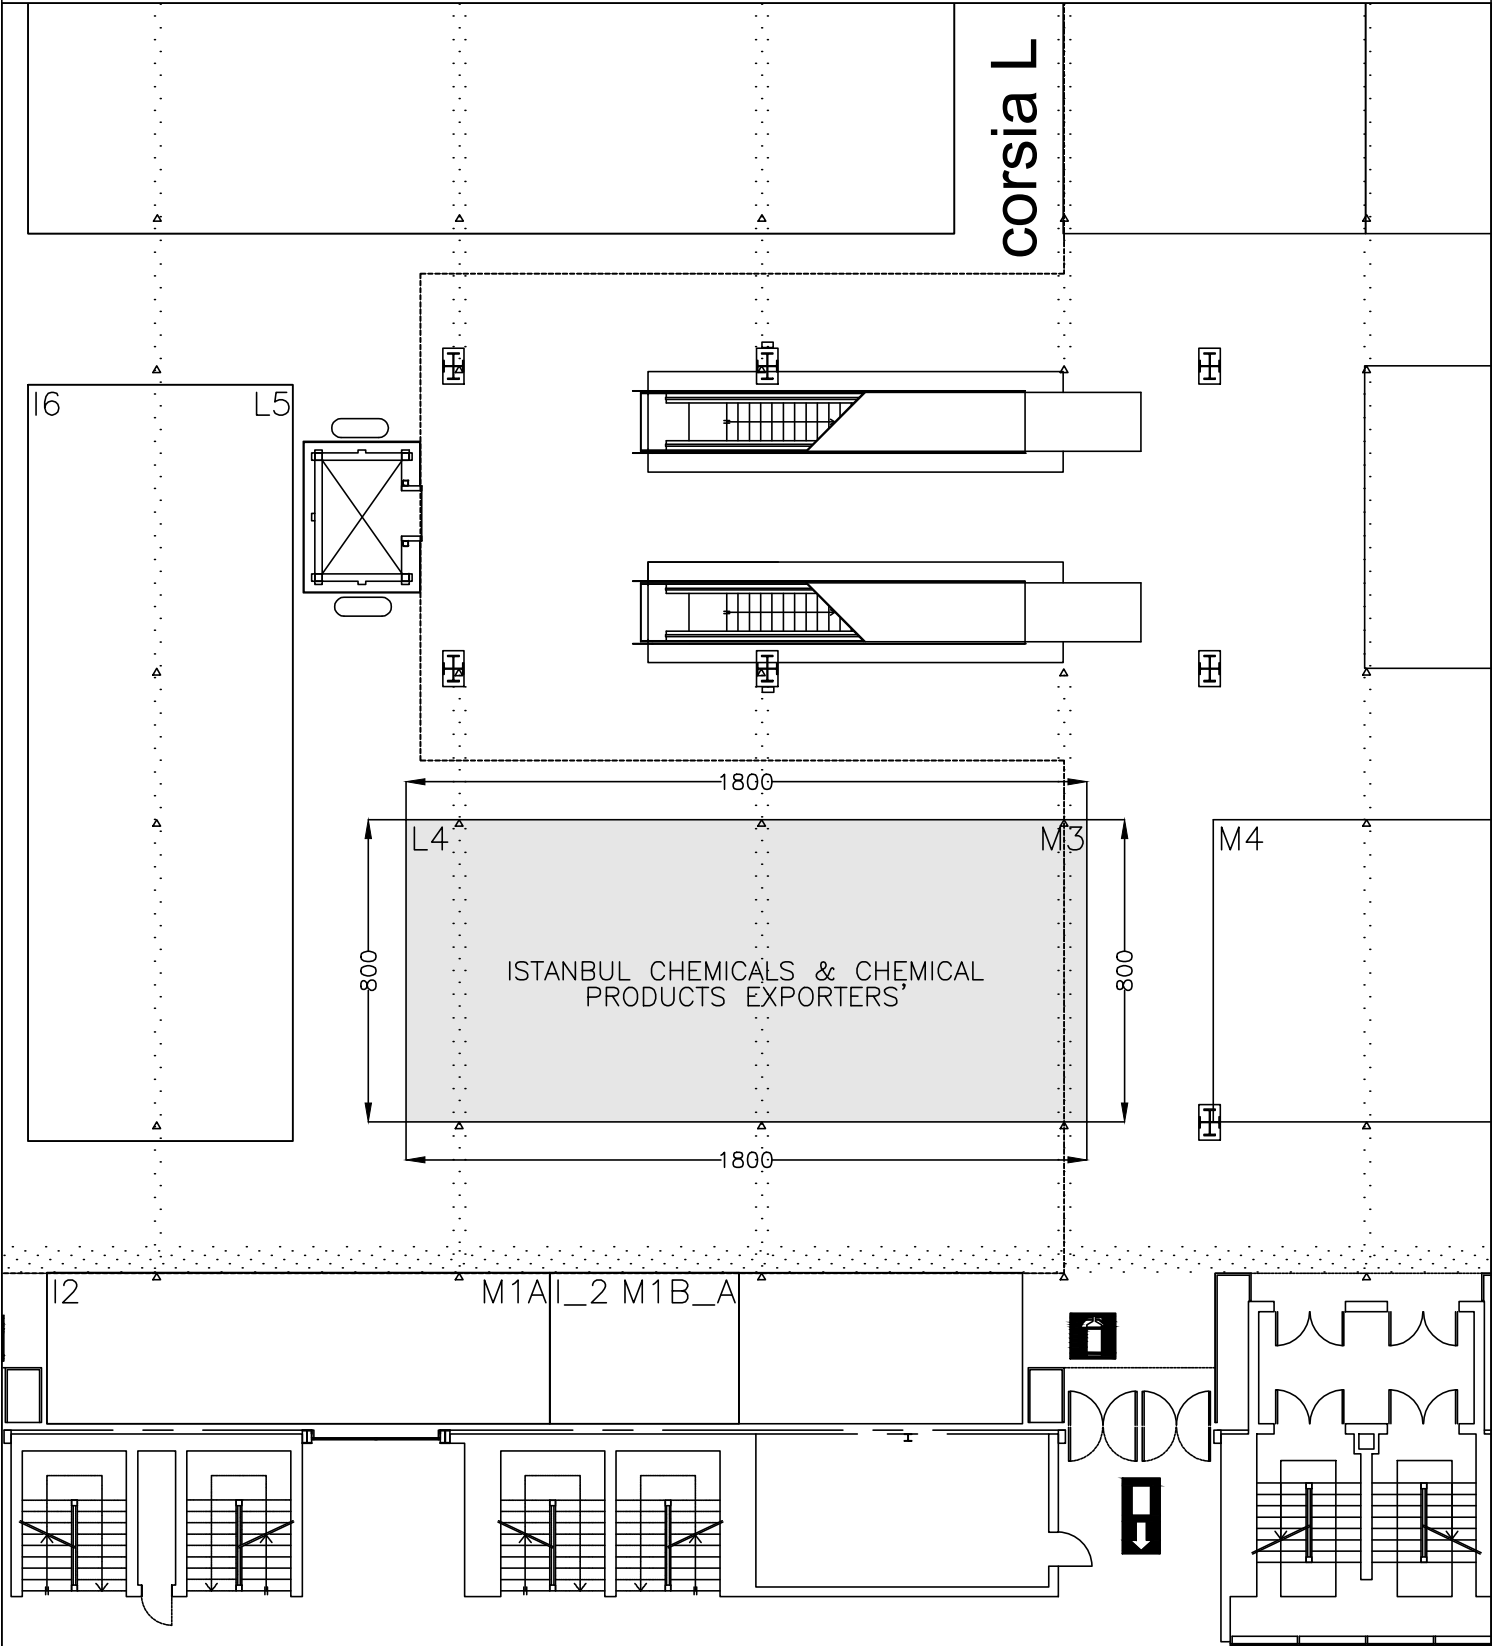 corsia L
I6
L5
1800
L4
M3
M4
800
800
ISTANBUL CHEMICALS & CHEMICAL
PRODUCTS EXPORTERS'
1800
I2
M1A
I_2
M1B_A